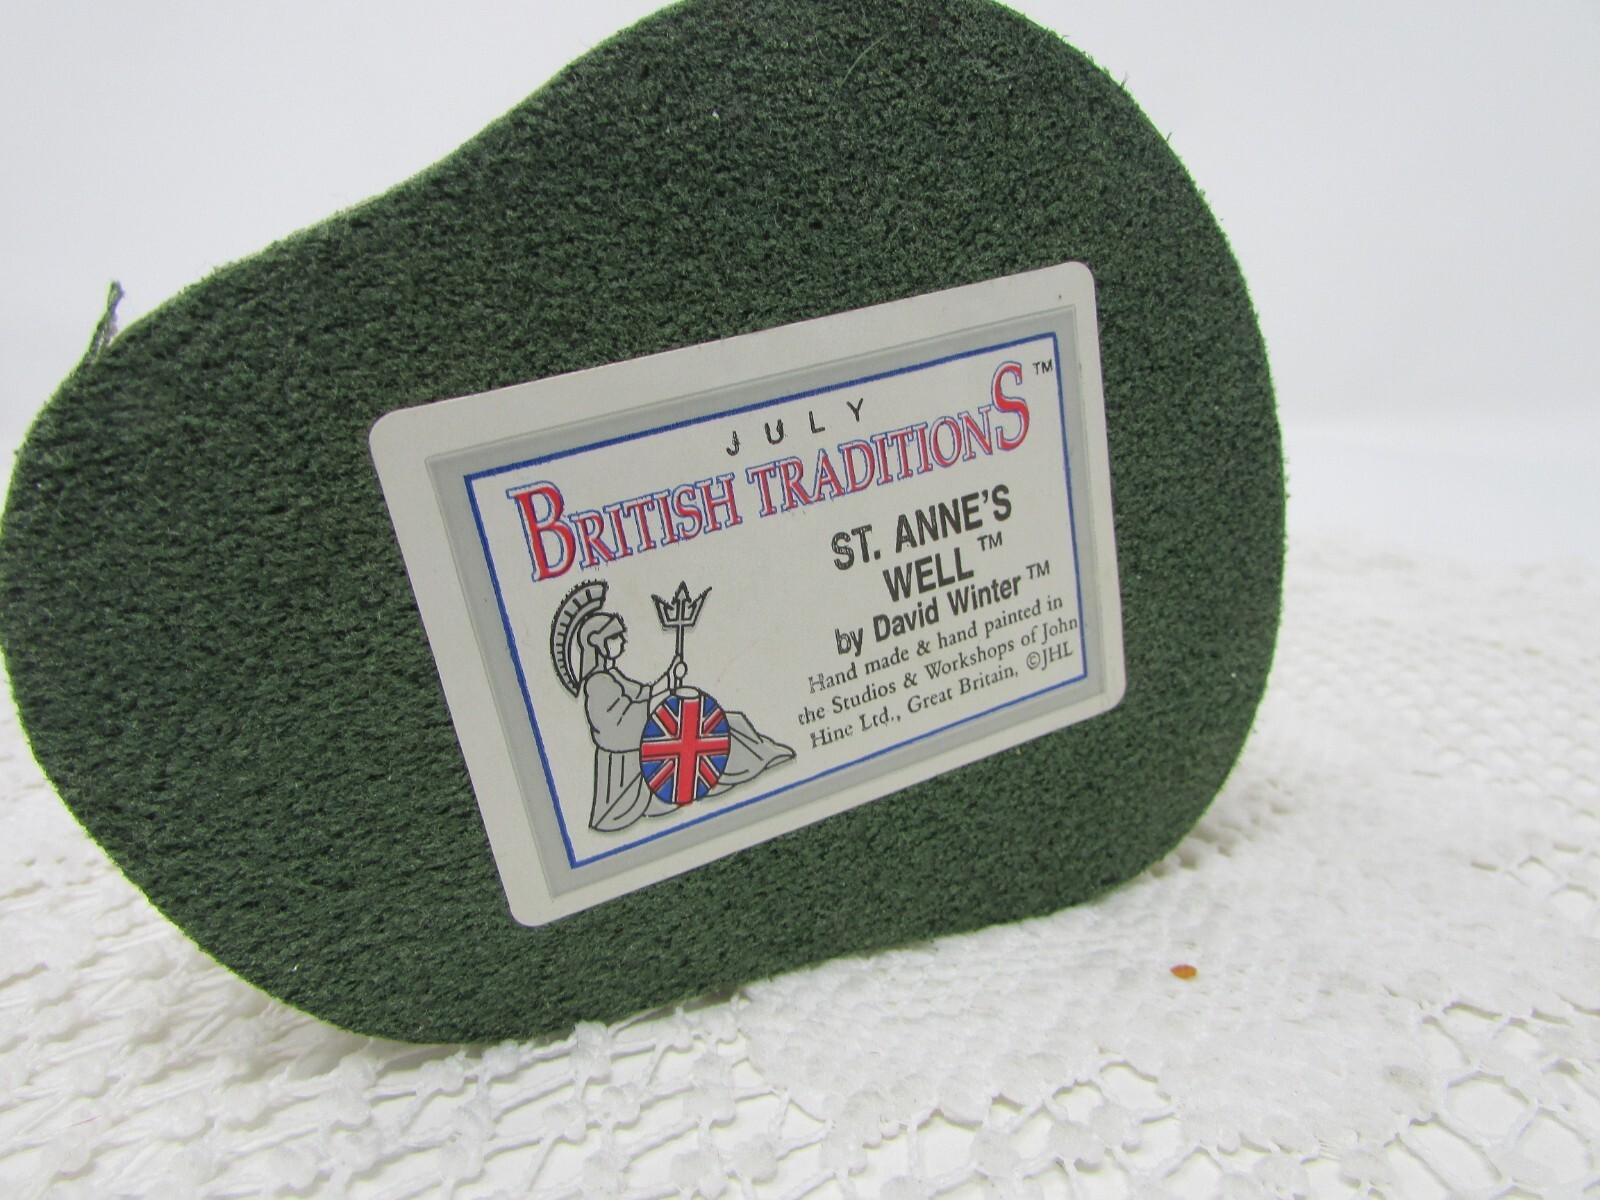 JULY
BRITISH TRADITIONS™
ST. ANNE'S
WELL™
by David Winter™
Hand made & hand painted in
the Studios & Workshops of John
Hine Ltd., Great Britain, ©JHL